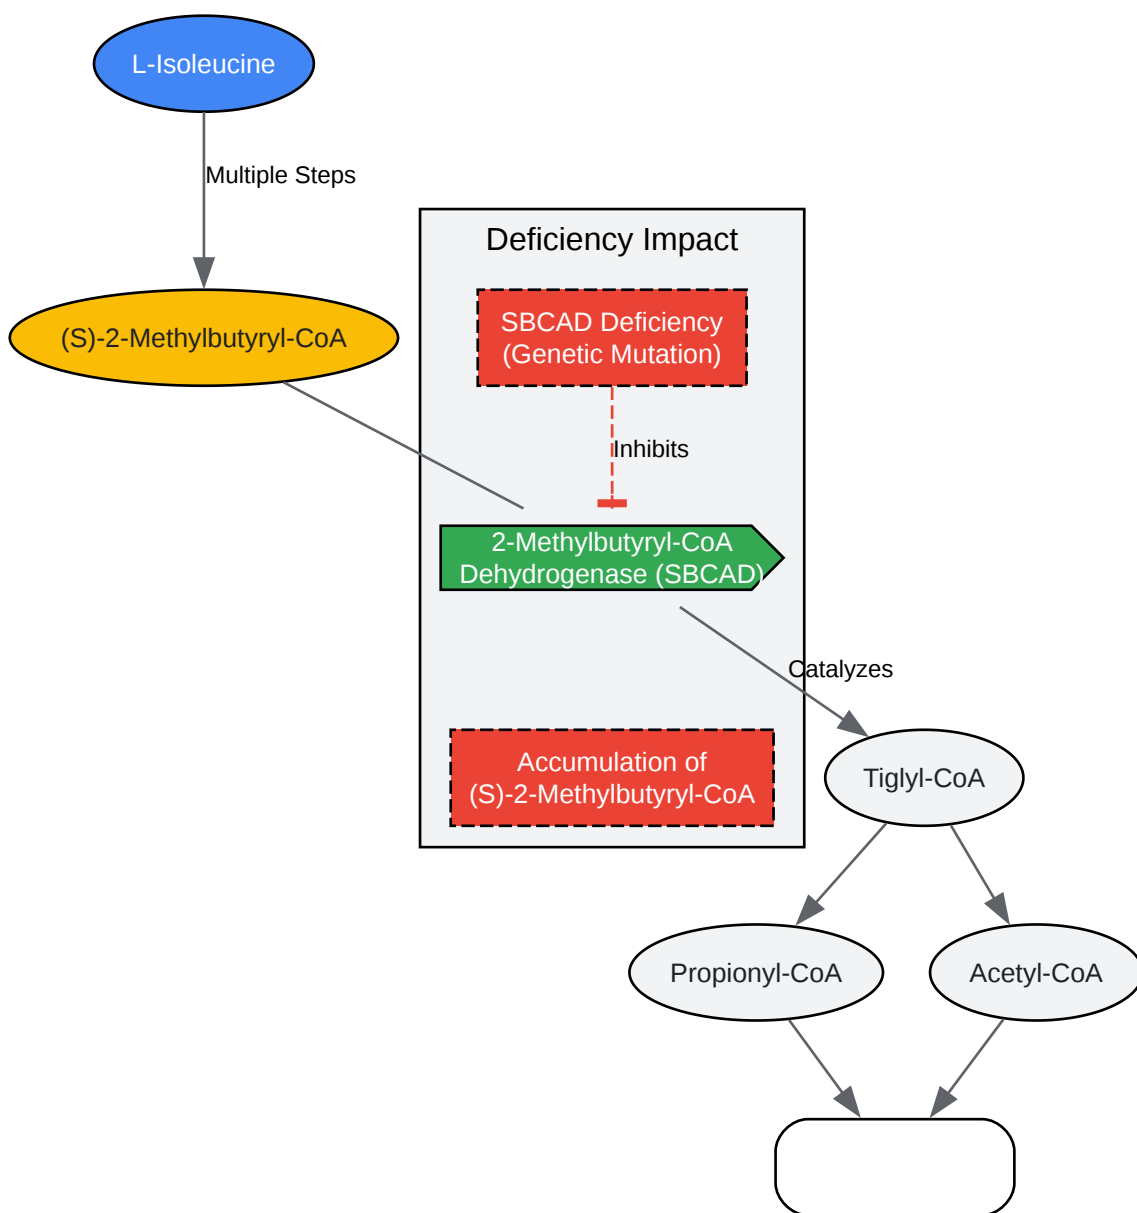 L-Isoleucine
Multiple Steps
Deficiency Impact
SBCAD Deficiency
(Genetic Mutation)
(S)-2-Methylbutyryl-CoA
Inhibits
2-Methylbutyryl-CoA
Dehydrogenase (SBCAD)
Catalyzes
Accumulation of
(S)-2-Methylbutyryl-CoA
Tiglyl-CoA
Propionyl-CoA
Acetyl-CoA